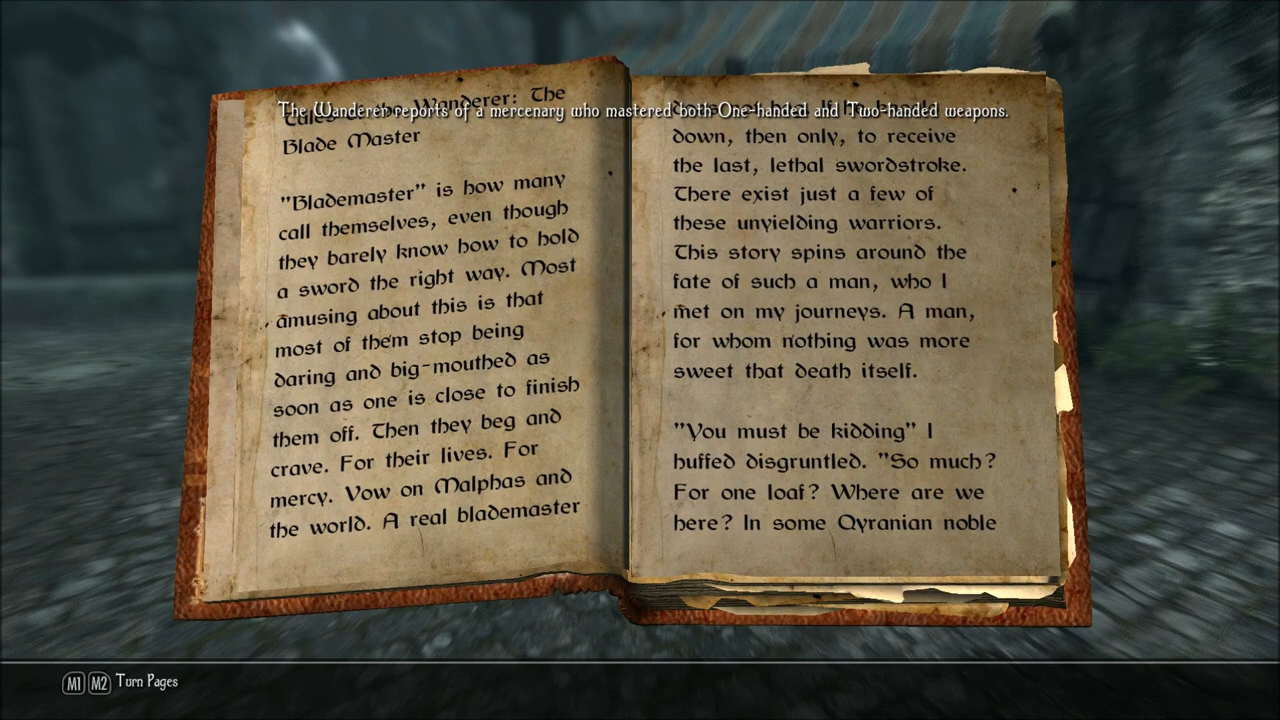 The Wanderer reports of a mercenary who mastered both One-handed and Two-handed weapons.
Wanderer: The
Blade Master
"Blademaster" is how many
call themselves, even though
they barely know how to hold
a sword the right way. Most
amusing about this is that
most of them stop being
daring and big-mouthed as
soon as one is close to finish
them off. Then they beg and
crave. For their lives. For
mercy. Vow on Malphas and
the world. A real blademaster
down, then only, to receive
the last, lethal swordstroke.
There exist just a few of
these unyielding warriors.
This story spins around the
fate of such a man, who I
met on my journeys. A man,
for whom nothing was more
sweet that death itself.
"You must be kidding" I
huffed disgruntled. "So much?
For one loaf? Where are we
here? In some Qyranian noble
M1 M2 Turn Pages